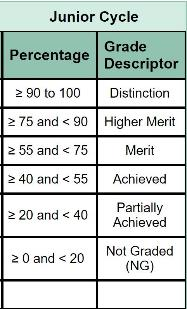 Junior Cycle
Percentage Grade Descriptor
≥ 90 to 100 Distinction
≥ 75 and < 90 Higher Merit
≥ 55 and < 75 Merit
≥ 40 and < 55 Achieved
≥ 20 and < 40 Partially Achieved
≥ 0 and < 20 Not Graded (NG)